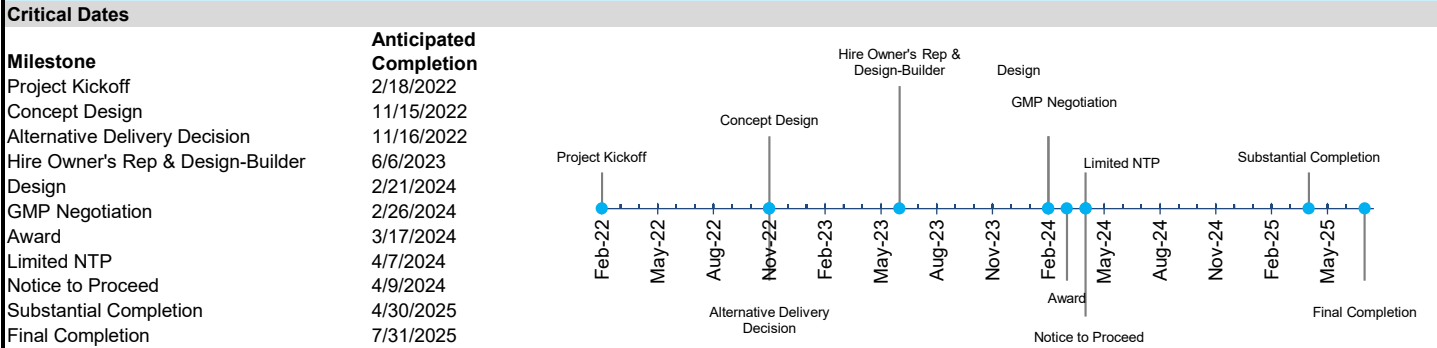 Critical Dates
Milestone Anticipated Completion
Project Kickoff 2/18/2022
Concept Design 11/15/2022
Alternative Delivery Decision 11/16/2022
Hire Owner's Rep & Design-Builder 6/6/2023
Design 2/21/2024
GMP Negotiation 2/26/2024
Award 3/17/2024
Limited NTP 4/7/2024
Notice to Proceed 4/9/2024
Substantial Completion 4/30/2025
Final Completion 7/31/2025
Hire Owner's Rep &
Design-Builder
Design
GMP Negotiation
Concept Design
Project Kickoff
Limited NTP
Substantial Completion
Feb-22
May-22
Aug-22
Nov-22
Feb-23
May-23
Aug-23
Nov-23
Feb-24
May-24
Aug-24
Nov-24
Feb-25
May-25
Award
Alternative Delivery
Decision
Final Completion
Notice to Proceed